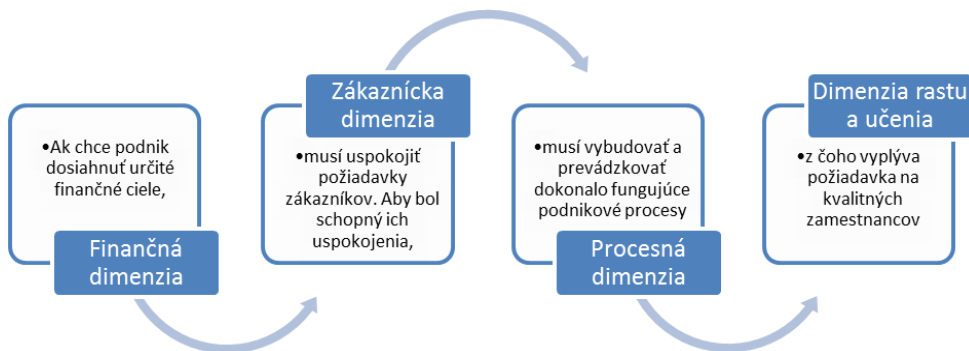 •Ak chce podnik
dosiahnuť určité
finančné ciele,
Finančná
dimenzia
Zákaznícka
dimenzia
•musí uspokojiť
požiadavky
zákazníkov. Aby bol
schopný ich
uspokojenia,
•musí vybudovať a
prevádzkovať
dokonalo fungujúce
podnikové procesy
Procesná
dimenzia
Dimenzia rastu
a učenia
•z čoho vyplýva
požiadavka na
kvalitných
zamestnancov